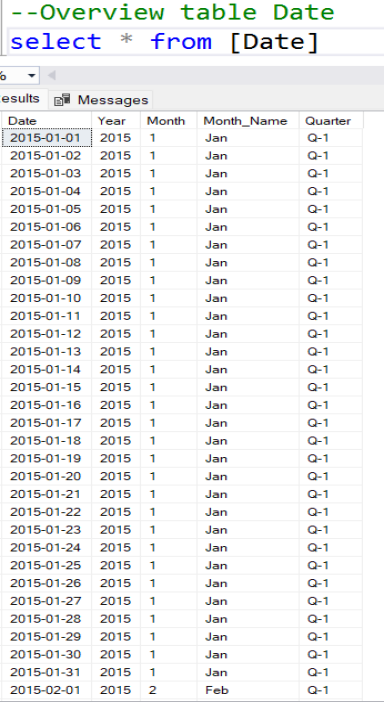 --Overview table Date
select * from [Date]
%
esults Messages
Date Year Month Month_Name Quarter
2015-01-01 2015 1 Jan Q-1
2015-01-02 2015 1 Jan Q-1
2015-01-03 2015 1 Jan Q-1
2015-01-04 2015 1 Jan Q-1
2015-01-05 2015 1 Jan Q-1
2015-01-06 2015 1 Jan Q-1
2015-01-07 2015 1 Jan Q-1
2015-01-08 2015 1 Jan Q-1
2015-01-09 2015 1 Jan Q-1
2015-01-10 2015 1 Jan Q-1
2015-01-11 2015 1 Jan Q-1
2015-01-12 2015 1 Jan Q-1
2015-01-13 2015 1 Jan Q-1
2015-01-14 2015 1 Jan Q-1
2015-01-15 2015 1 Jan Q-1
2015-01-16 2015 1 Jan Q-1
2015-01-17 2015 1 Jan Q-1
2015-01-18 2015 1 Jan Q-1
2015-01-19 2015 1 Jan Q-1
2015-01-20 2015 1 Jan Q-1
2015-01-21 2015 1 Jan Q-1
2015-01-22 2015 1 Jan Q-1
2015-01-23 2015 1 Jan Q-1
2015-01-24 2015 1 Jan Q-1
2015-01-25 2015 1 Jan Q-1
2015-01-26 2015 1 Jan Q-1
2015-01-27 2015 1 Jan Q-1
2015-01-28 2015 1 Jan Q-1
2015-01-29 2015 1 Jan Q-1
2015-01-30 2015 1 Jan Q-1
2015-01-31 2015 1 Jan Q-1
2015-02-01 2015 2 Feb Q-1